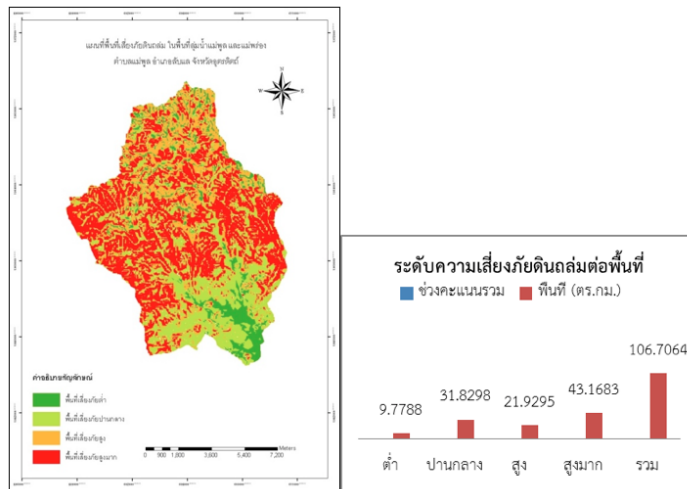 แผนที่พื้นที่เสี่ยงภัยดินถล่ม ในพื้นที่ลุ่มน้ำแม่พูล และแม่พร่อง
ตำบลแม่พูล อำเภอลับแล จังหวัดอุตรดิตถ์
N
W E
S
คำอธิบายสัญลักษณ์
พื้นที่เสี่ยงภัยต่ำ
พื้นที่เสี่ยงภัยปานกลาง
พื้นที่เสี่ยงภัยสูง
พื้นที่เสี่ยงภัยสูงมาก
Meters
0 900 1,800 3,600 5,400 7,200
ระดับความเสี่ยงภัยดินถล่มต่อพื้นที่
ช่วงคะแนนรวม พื้นที่ (ตร.กม.)
9.7788 31.8298 21.9295 43.1683 106.7064
ต่ำ ปานกลาง สูง สูงมาก รวม